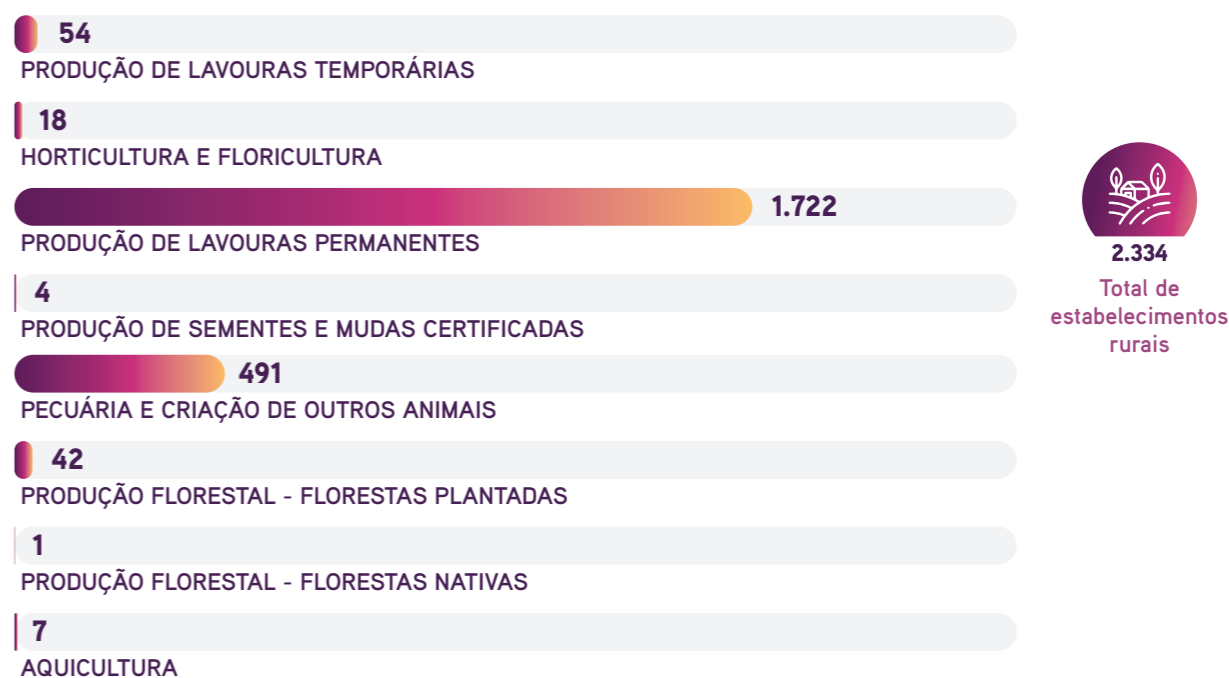 54
PRODUÇÃO DE LAVOURAS TEMPORÁRIAS
18
HORTICULTURA E FLORICULTURA
1.722
PRODUÇÃO DE LAVOURAS PERMANENTES
4
PRODUÇÃO DE SEMENTES E MUDAS CERTIFICADAS
491
PECUÁRIA E CRIAÇÃO DE OUTROS ANIMAIS
42
PRODUÇÃO FLORESTAL - FLORESTAS PLANTADAS
1
PRODUÇÃO FLORESTAL - FLORESTAS NATIVAS
7
AQUICULTURA
2.334
Total de
estabelecimentos
rurais